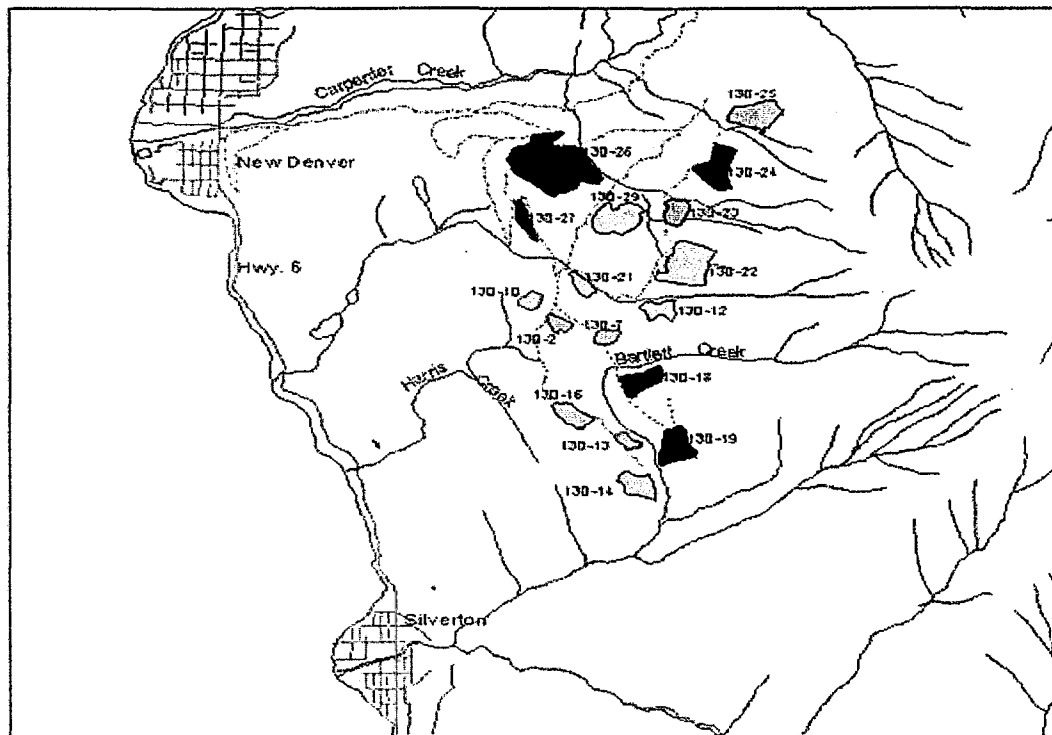 Carpenter Creek
130-25
New Denver
130-26
130-24
130-29
130-23
130-27
Hwy. 6
130-22
130-21
130-10
130-12
130-2
130-7
Bartlett Creek
Harris Creek
130-18
130-16
130-13
130-19
130-14
Silverton